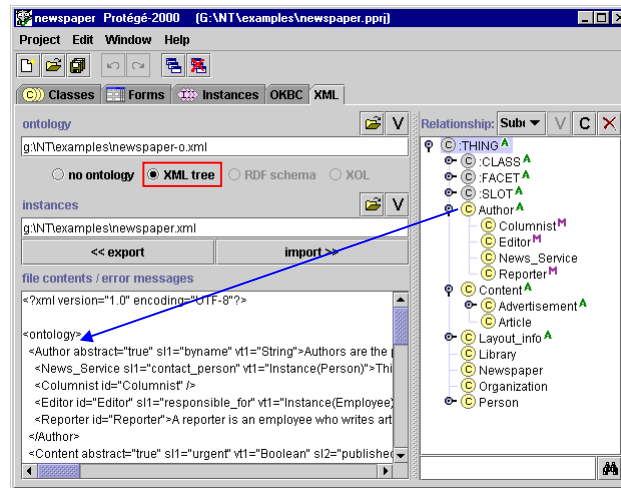 newspaper Protégé-2000 (G:\NT\examples\newspaper.pprj)
Project Edit Window Help
Classes Forms Instances OKBC XML
ontology V
g:\NT\examples\newspaper-o.xml
no ontology XML tree RDF schema XOL
instances V
g:\NT\examples\newspaper.xml
<< export import >>
file contents / error messages
<?xml version="1.0" encoding="UTF-8"?>
<ontology>
<Author abstract="true" sl1="byname" vt1="String">Authors are the
<News_Service sl1="contact_person" vt1="Instance(Person)">Thi
<Columnist id="Columnist" />
<Editor id="Editor" sl1="responsible_for" vt1="Instance(Employee)
<Reporter id="Reporter">A reporter is an employee who writes art
</Author>
<Content abstract="true" sl1="urgent" vt1="Boolean" sl2="published
Relationship: Sub V C
C :THING A
C :CLASS A
C :FACET A
C :SLOT A
C Author A
C Columnist M
C Editor M
C News_Service
C Reporter M
C Content A
C Advertisement A
C Article
C Layout_info A
C Library
C Newspaper
C Organization
C Person